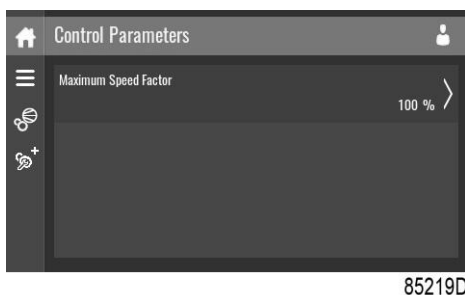 Control Parameters
Maximum Speed Factor
100 %
85219D